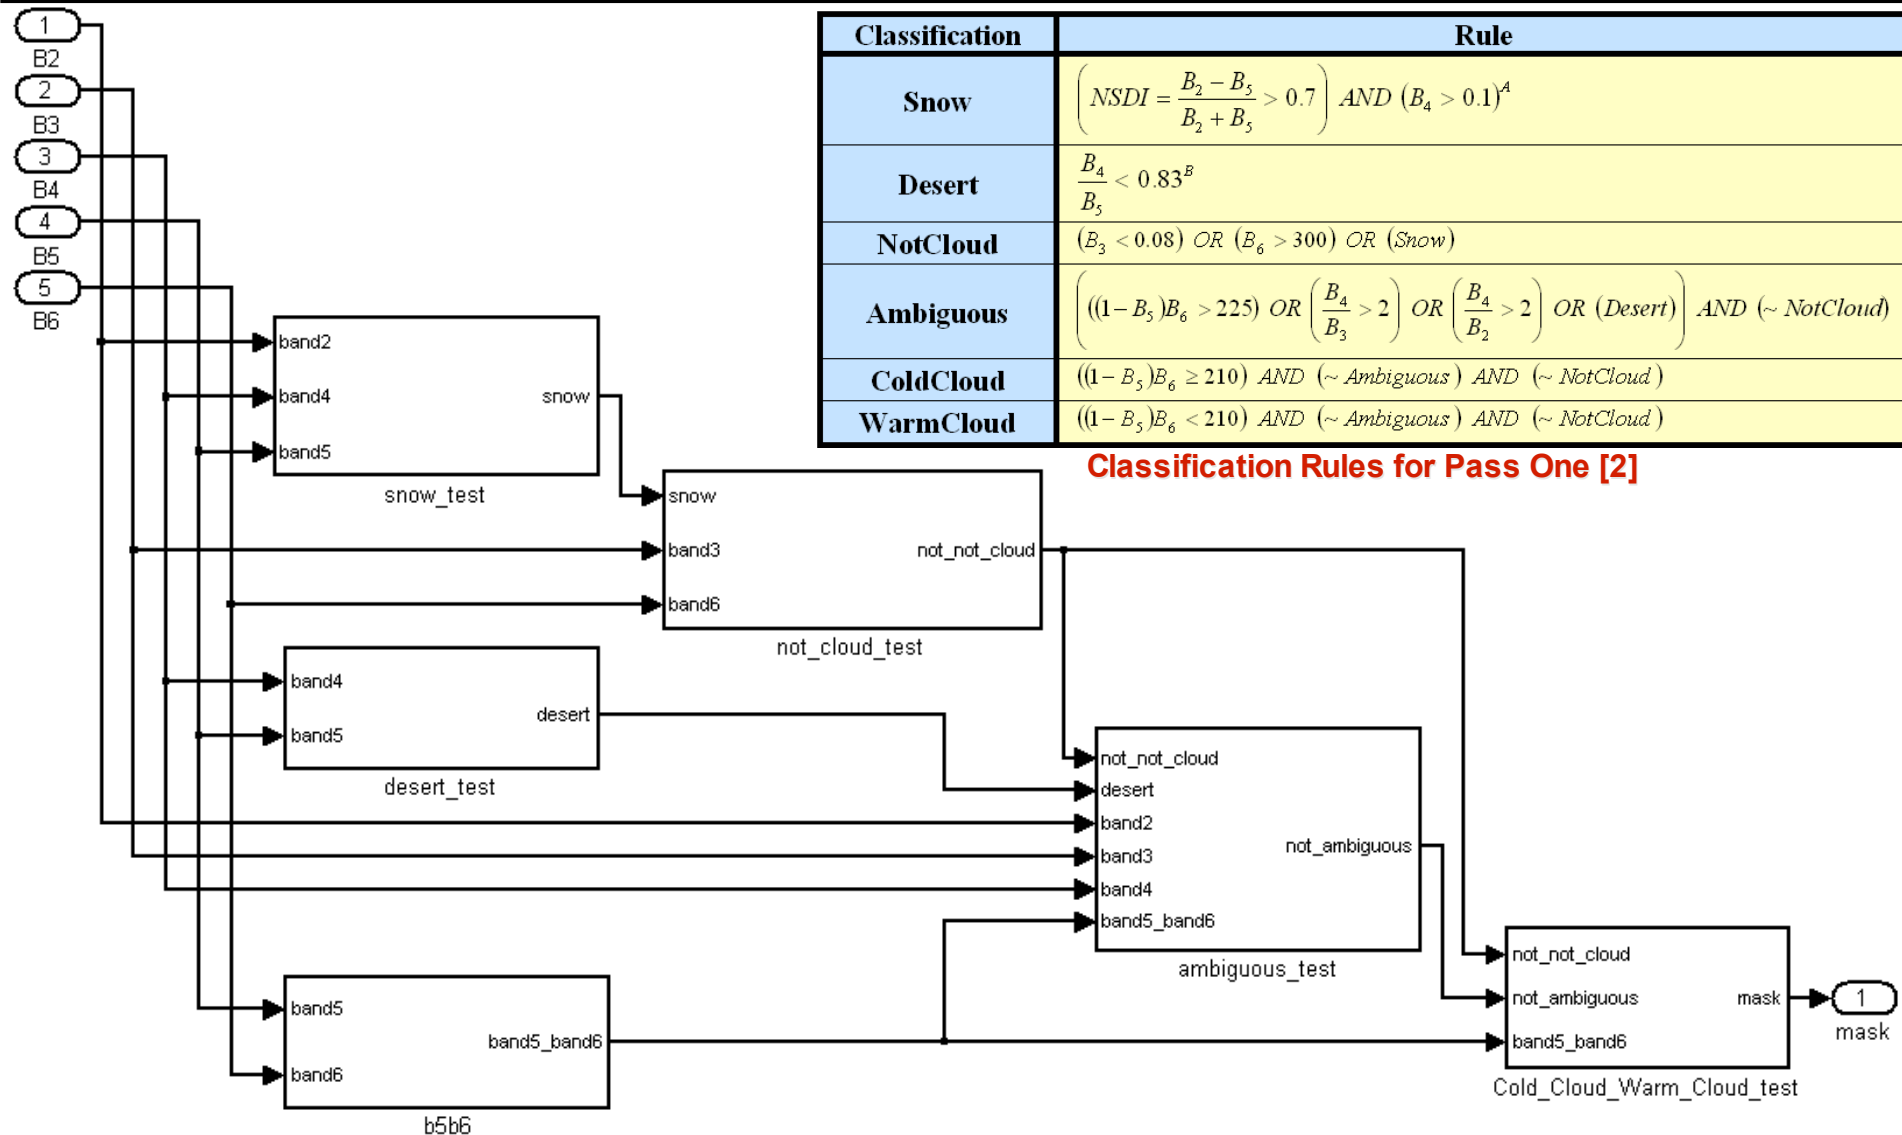 1
B2
2
B3
3
B4
4
B5
5
B6
Classification Rule
Snow (NSDI = (B₂ − B₅)/(B₂ + B₅) > 0.7) AND (B₄ > 0.1)ᴬ
Desert B₄/B₅ < 0.83ᴮ
NotCloud (B₃ < 0.08) OR (B₆ > 300) OR (Snow)
Ambiguous (((1 − B₅)B₆ > 225) OR (B₄/B₃ > 2) OR (B₄/B₂ > 2) OR (Desert)) AND (~ NotCloud)
ColdCloud ((1 − B₅)B₆ ≥ 210) AND (~ Ambiguous) AND (~ NotCloud)
WarmCloud ((1 − B₅)B₆ < 210) AND (~ Ambiguous) AND (~ NotCloud)
Classification Rules for Pass One [2]
band2
band4
band5
snow
snow_test
snow
band3
band6
not_not_cloud
not_cloud_test
band4
band5
desert
desert_test
not_not_cloud
desert
band2
band3
band4
band5_band6
not_ambiguous
ambiguous_test
band5
band6
band5_band6
b5b6
not_not_cloud
not_ambiguous
band5_band6
mask
Cold_Cloud_Warm_Cloud_test
1
mask